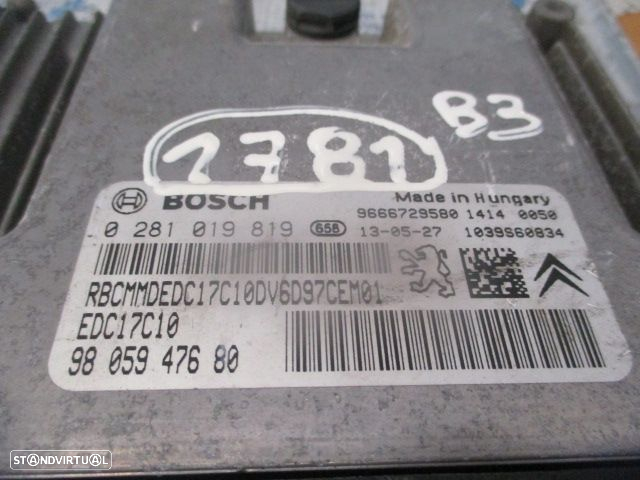 1781 B3
BOSCH Made in Hungary
0 281 019 819 658 9666729580 1414 0050
13-05-27 1039S60834
RBCMMDEDC17C10DV6D97CEM01
EDC17C10
98 059 476 80
STANDVIRTUAL